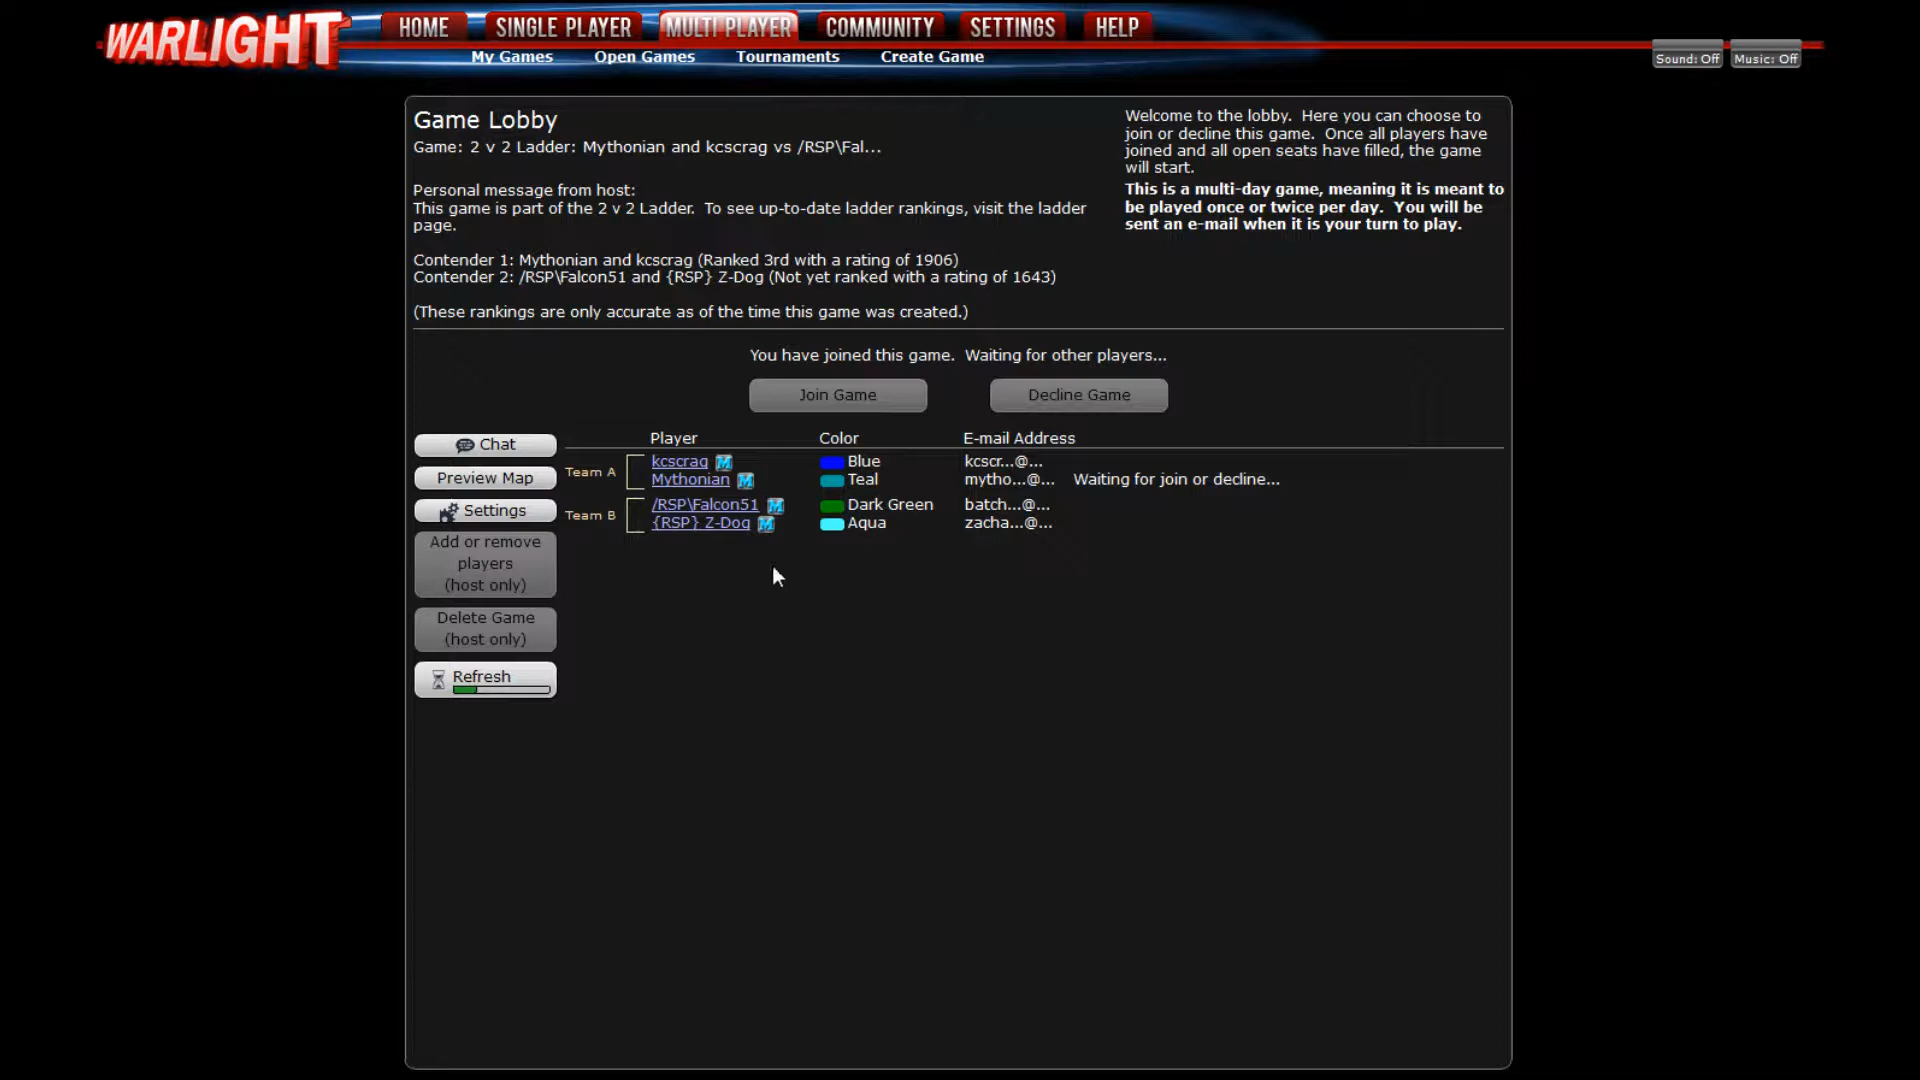 WARLIGHT
HOME SINGLE PLAYER MULTI PLAYER COMMUNITY SETTINGS HELP
My Games Open Games Tournaments Create Game
Sound: Off Music: Off
Game Lobby
Game: 2 v 2 Ladder: Mythonian and kcscrag vs /RSP\Fal...
Personal message from host:
This game is part of the 2 v 2 Ladder. To see up-to-date ladder rankings, visit the ladder
page.
Contender 1: Mythonian and kcscrag (Ranked 3rd with a rating of 1906)
Contender 2: /RSP\Falcon51 and {RSP} Z-Dog (Not yet ranked with a rating of 1643)
(These rankings are only accurate as of the time this game was created.)
Welcome to the lobby. Here you can choose to
join or decline this game. Once all players have
joined and all open seats have filled, the game
will start.
This is a multi-day game, meaning it is meant to
be played once or twice per day. You will be
sent an e-mail when it is your turn to play.
You have joined this game. Waiting for other players...
Join Game Decline Game
Chat
Preview Map
Settings
Add or remove
players
(host only)
Delete Game
(host only)
Refresh
Player Color E-mail Address
Team A
kcscrag M Blue kcscr...@...
Mythonian M Teal mytho...@... Waiting for join or decline...
Team B
/RSP\Falcon51 M Dark Green batch...@...
{RSP} Z-Dog M Aqua zacha...@...